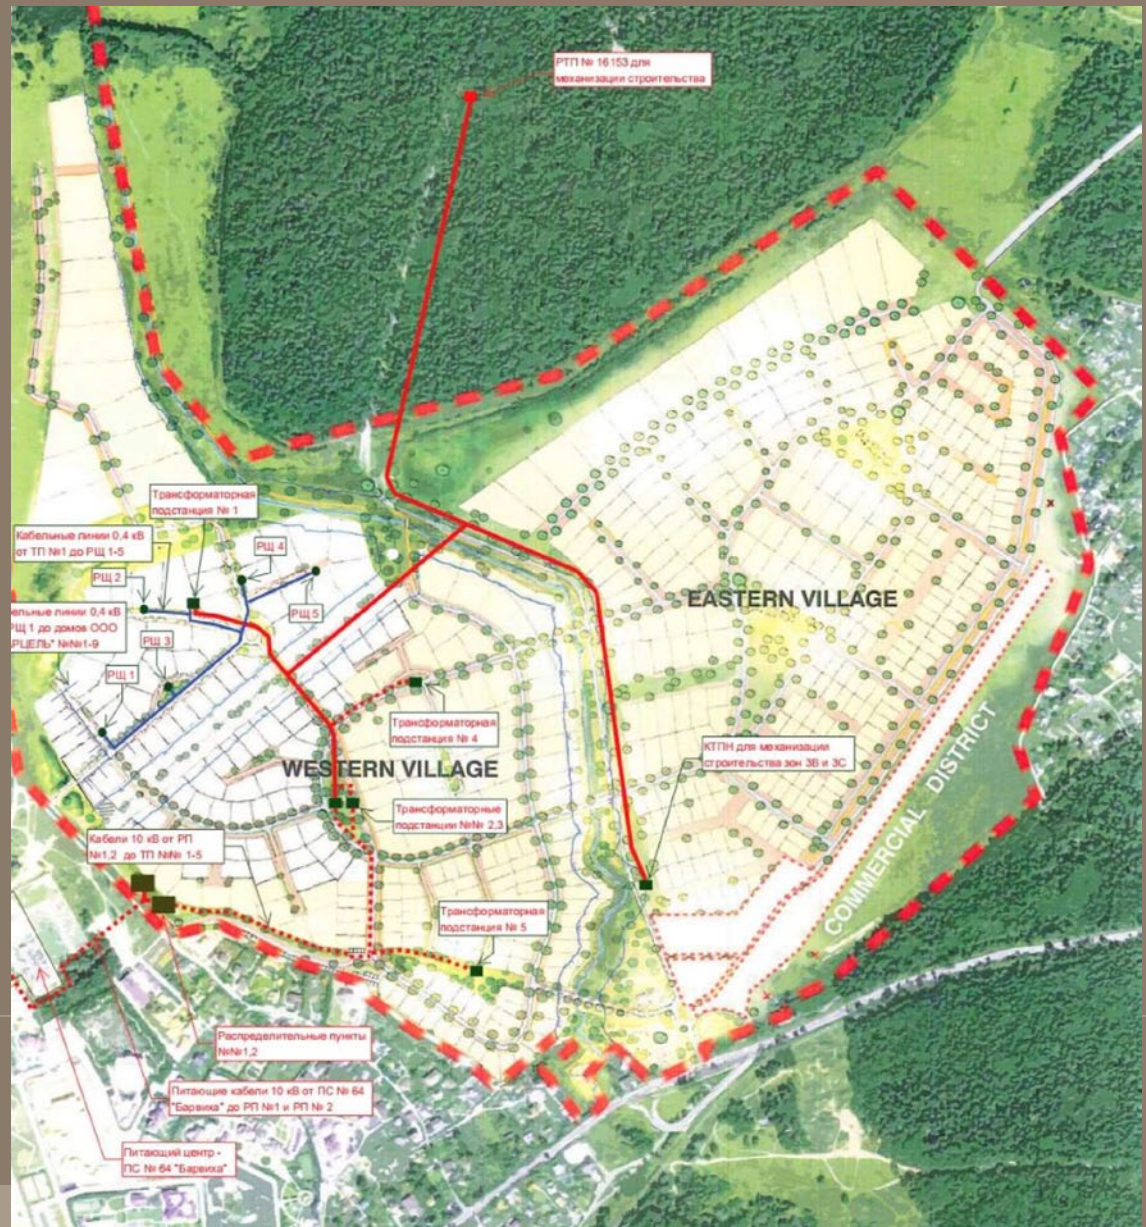 РТП № 16153 для
механизации строительства
Трансформаторная
подстанция № 1
Кабельные линии 0,4 кВ
от ТП №1 до РЩ 1-5
РЩ 4
РЩ 2
РЩ 5
ельные линии 0,4 кВ
РЩ 1 до домов ООО
РЦЕЛЬ" №№1-9
РЩ 3
РЩ 1
EASTERN VILLAGE
Трансформаторная
подстанция № 4
WESTERN VILLAGE
КТПН для механизации
строительства зон 3В и 3С
COMMERCIAL DISTRICT
Трансформаторные
подстанции №№ 2,3
Кабели 10 кВ от РП
№1,2 до ТП №№ 1-5
Трансформаторная
подстанция № 5
Распределительные пункты
№№1,2
Питающие кабели 10 кВ от ПС № 64
"Барвиха" до РП №1 и РП № 2
Питающий центр -
ПС № 64 "Барвиха"